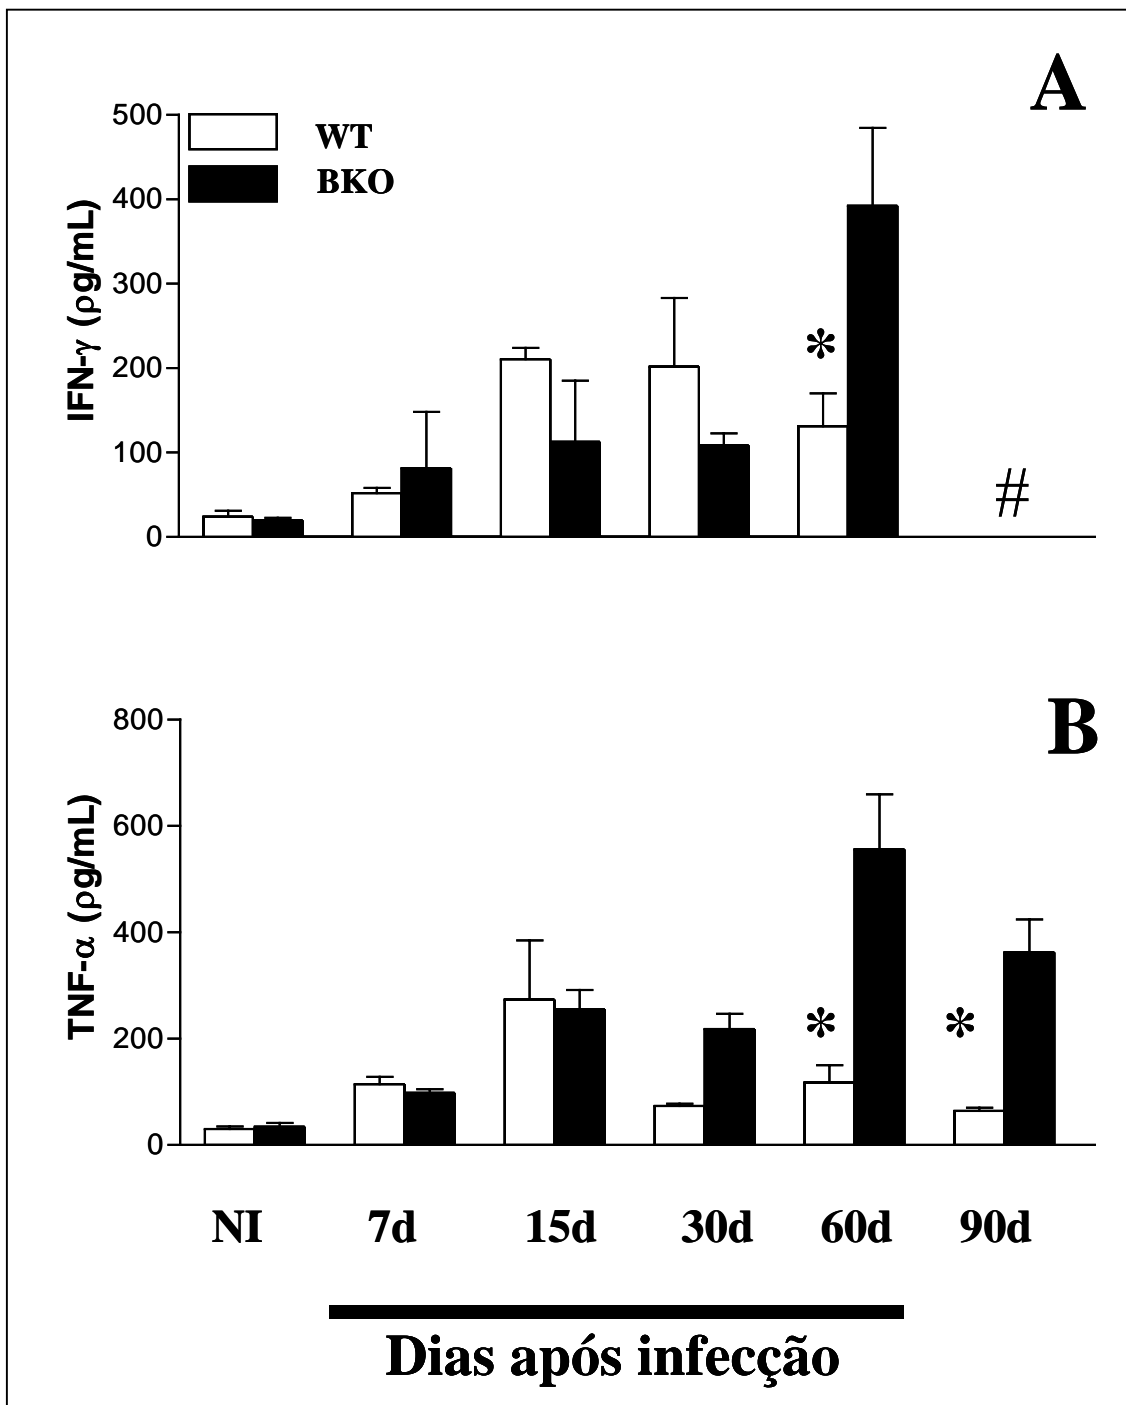 A
500
WT
BKO
400
300
200
100
0
IFN-γ (ρg/mL)
*
#
B
800
600
400
200
0
TNF-α (ρg/mL)
* *
NI 7d 15d 30d 60d 90d
Dias após infecção